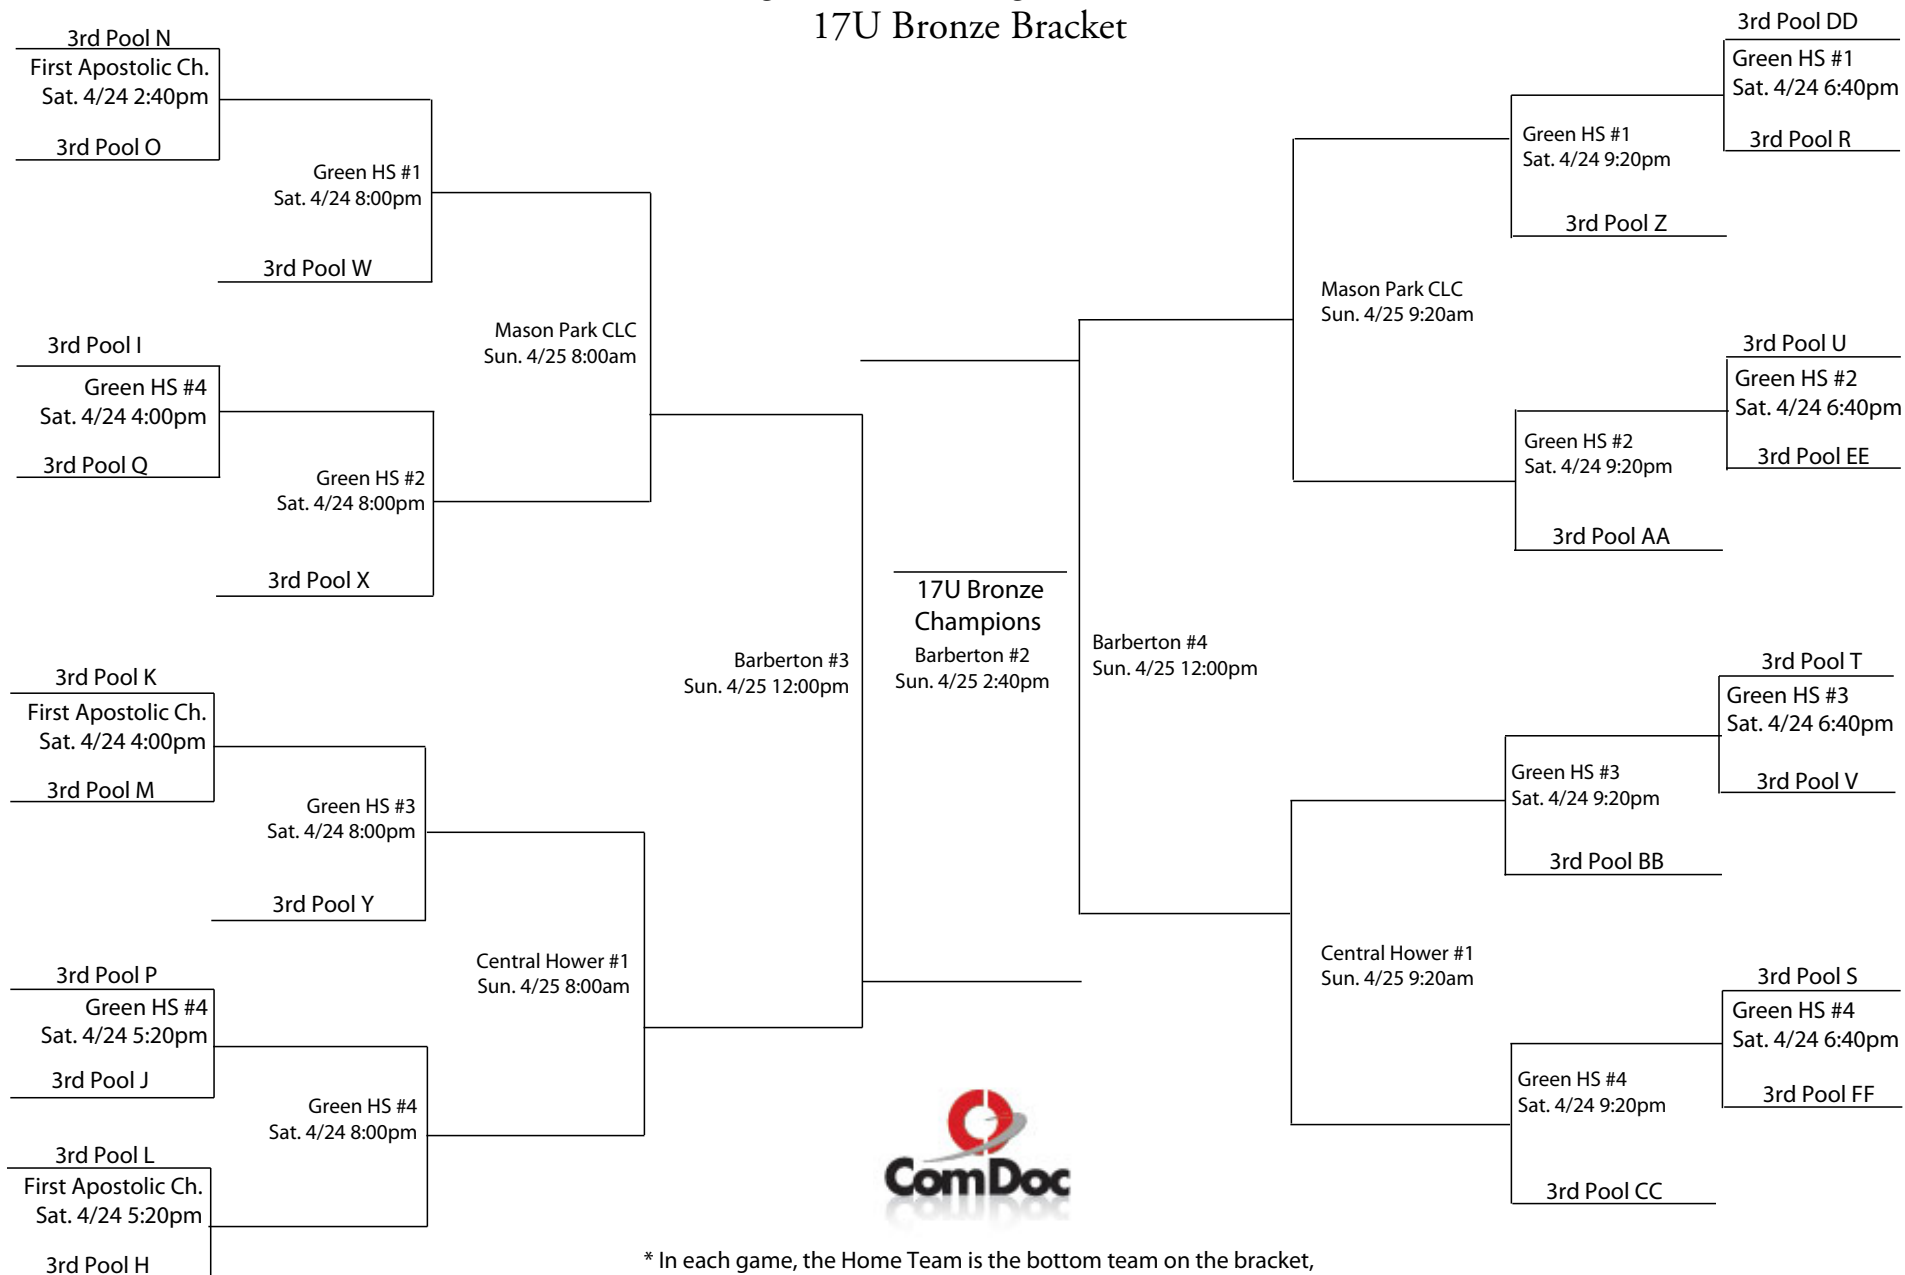 17U Bronze Bracket
3rd Pool N
First Apostolic Ch.
Sat. 4/24 2:40pm
3rd Pool O
Green HS #1
Sat. 4/24 8:00pm
3rd Pool W
Mason Park CLC
Sun. 4/25 8:00am
3rd Pool I
Green HS #4
Sat. 4/24 4:00pm
3rd Pool Q
Green HS #2
Sat. 4/24 8:00pm
3rd Pool X
Barberton #3
Sun. 4/25 12:00pm
3rd Pool K
First Apostolic Ch.
Sat. 4/24 4:00pm
3rd Pool M
Green HS #3
Sat. 4/24 8:00pm
3rd Pool Y
Central Hower #1
Sun. 4/25 8:00am
3rd Pool P
Green HS #4
Sat. 4/24 5:20pm
3rd Pool J
Green HS #4
Sat. 4/24 8:00pm
3rd Pool L
First Apostolic Ch.
Sat. 4/24 5:20pm
3rd Pool H
17U Bronze
Champions
Barberton #2
Sun. 4/25 2:40pm
3rd Pool DD
Green HS #1
Sat. 4/24 6:40pm
3rd Pool R
Green HS #1
Sat. 4/24 9:20pm
3rd Pool Z
Mason Park CLC
Sun. 4/25 9:20am
3rd Pool U
Green HS #2
Sat. 4/24 6:40pm
3rd Pool EE
Green HS #2
Sat. 4/24 9:20pm
3rd Pool AA
Barberton #4
Sun. 4/25 12:00pm
3rd Pool T
Green HS #3
Sat. 4/24 6:40pm
3rd Pool V
Green HS #3
Sat. 4/24 9:20pm
3rd Pool BB
Central Hower #1
Sun. 4/25 9:20am
3rd Pool S
Green HS #4
Sat. 4/24 6:40pm
3rd Pool FF
Green HS #4
Sat. 4/24 9:20pm
3rd Pool CC
ComDoc
* In each game, the Home Team is the bottom team on the bracket,